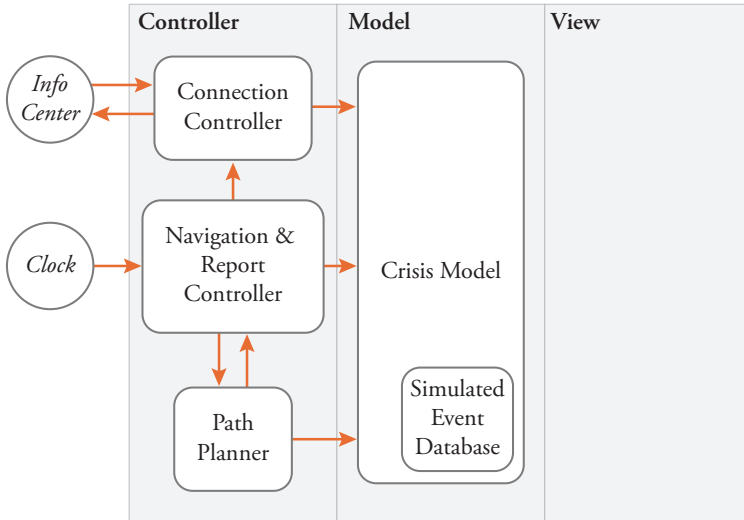 Controller
Model
View
Info
Center
Connection
Controller
Clock
Navigation &
Report
Controller
Crisis Model
Path
Planner
Simulated
Event
Database